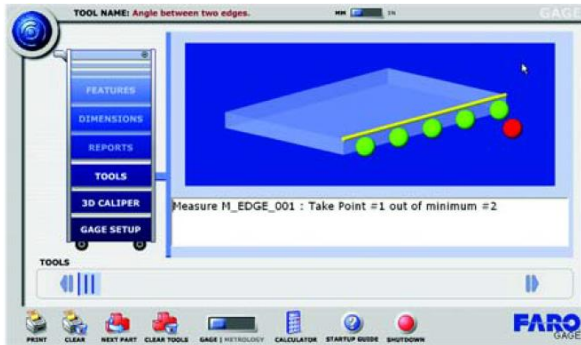 TOOL NAME: Angle between two edges.
MM IN
GAGE
FEATURES
DIMENSIONS
REPORTS
TOOLS
3D CALIPER
GAGE SETUP
Measure M_EDGE_001 : Take Point #1 out of minimum #2
TOOLS
PRINT CLEAR NEXT PART CLEAR TOOLS GAGE | METROLOGY CALCULATOR STARTUP GUIDE SHUTDOWN
FARO
GAGE